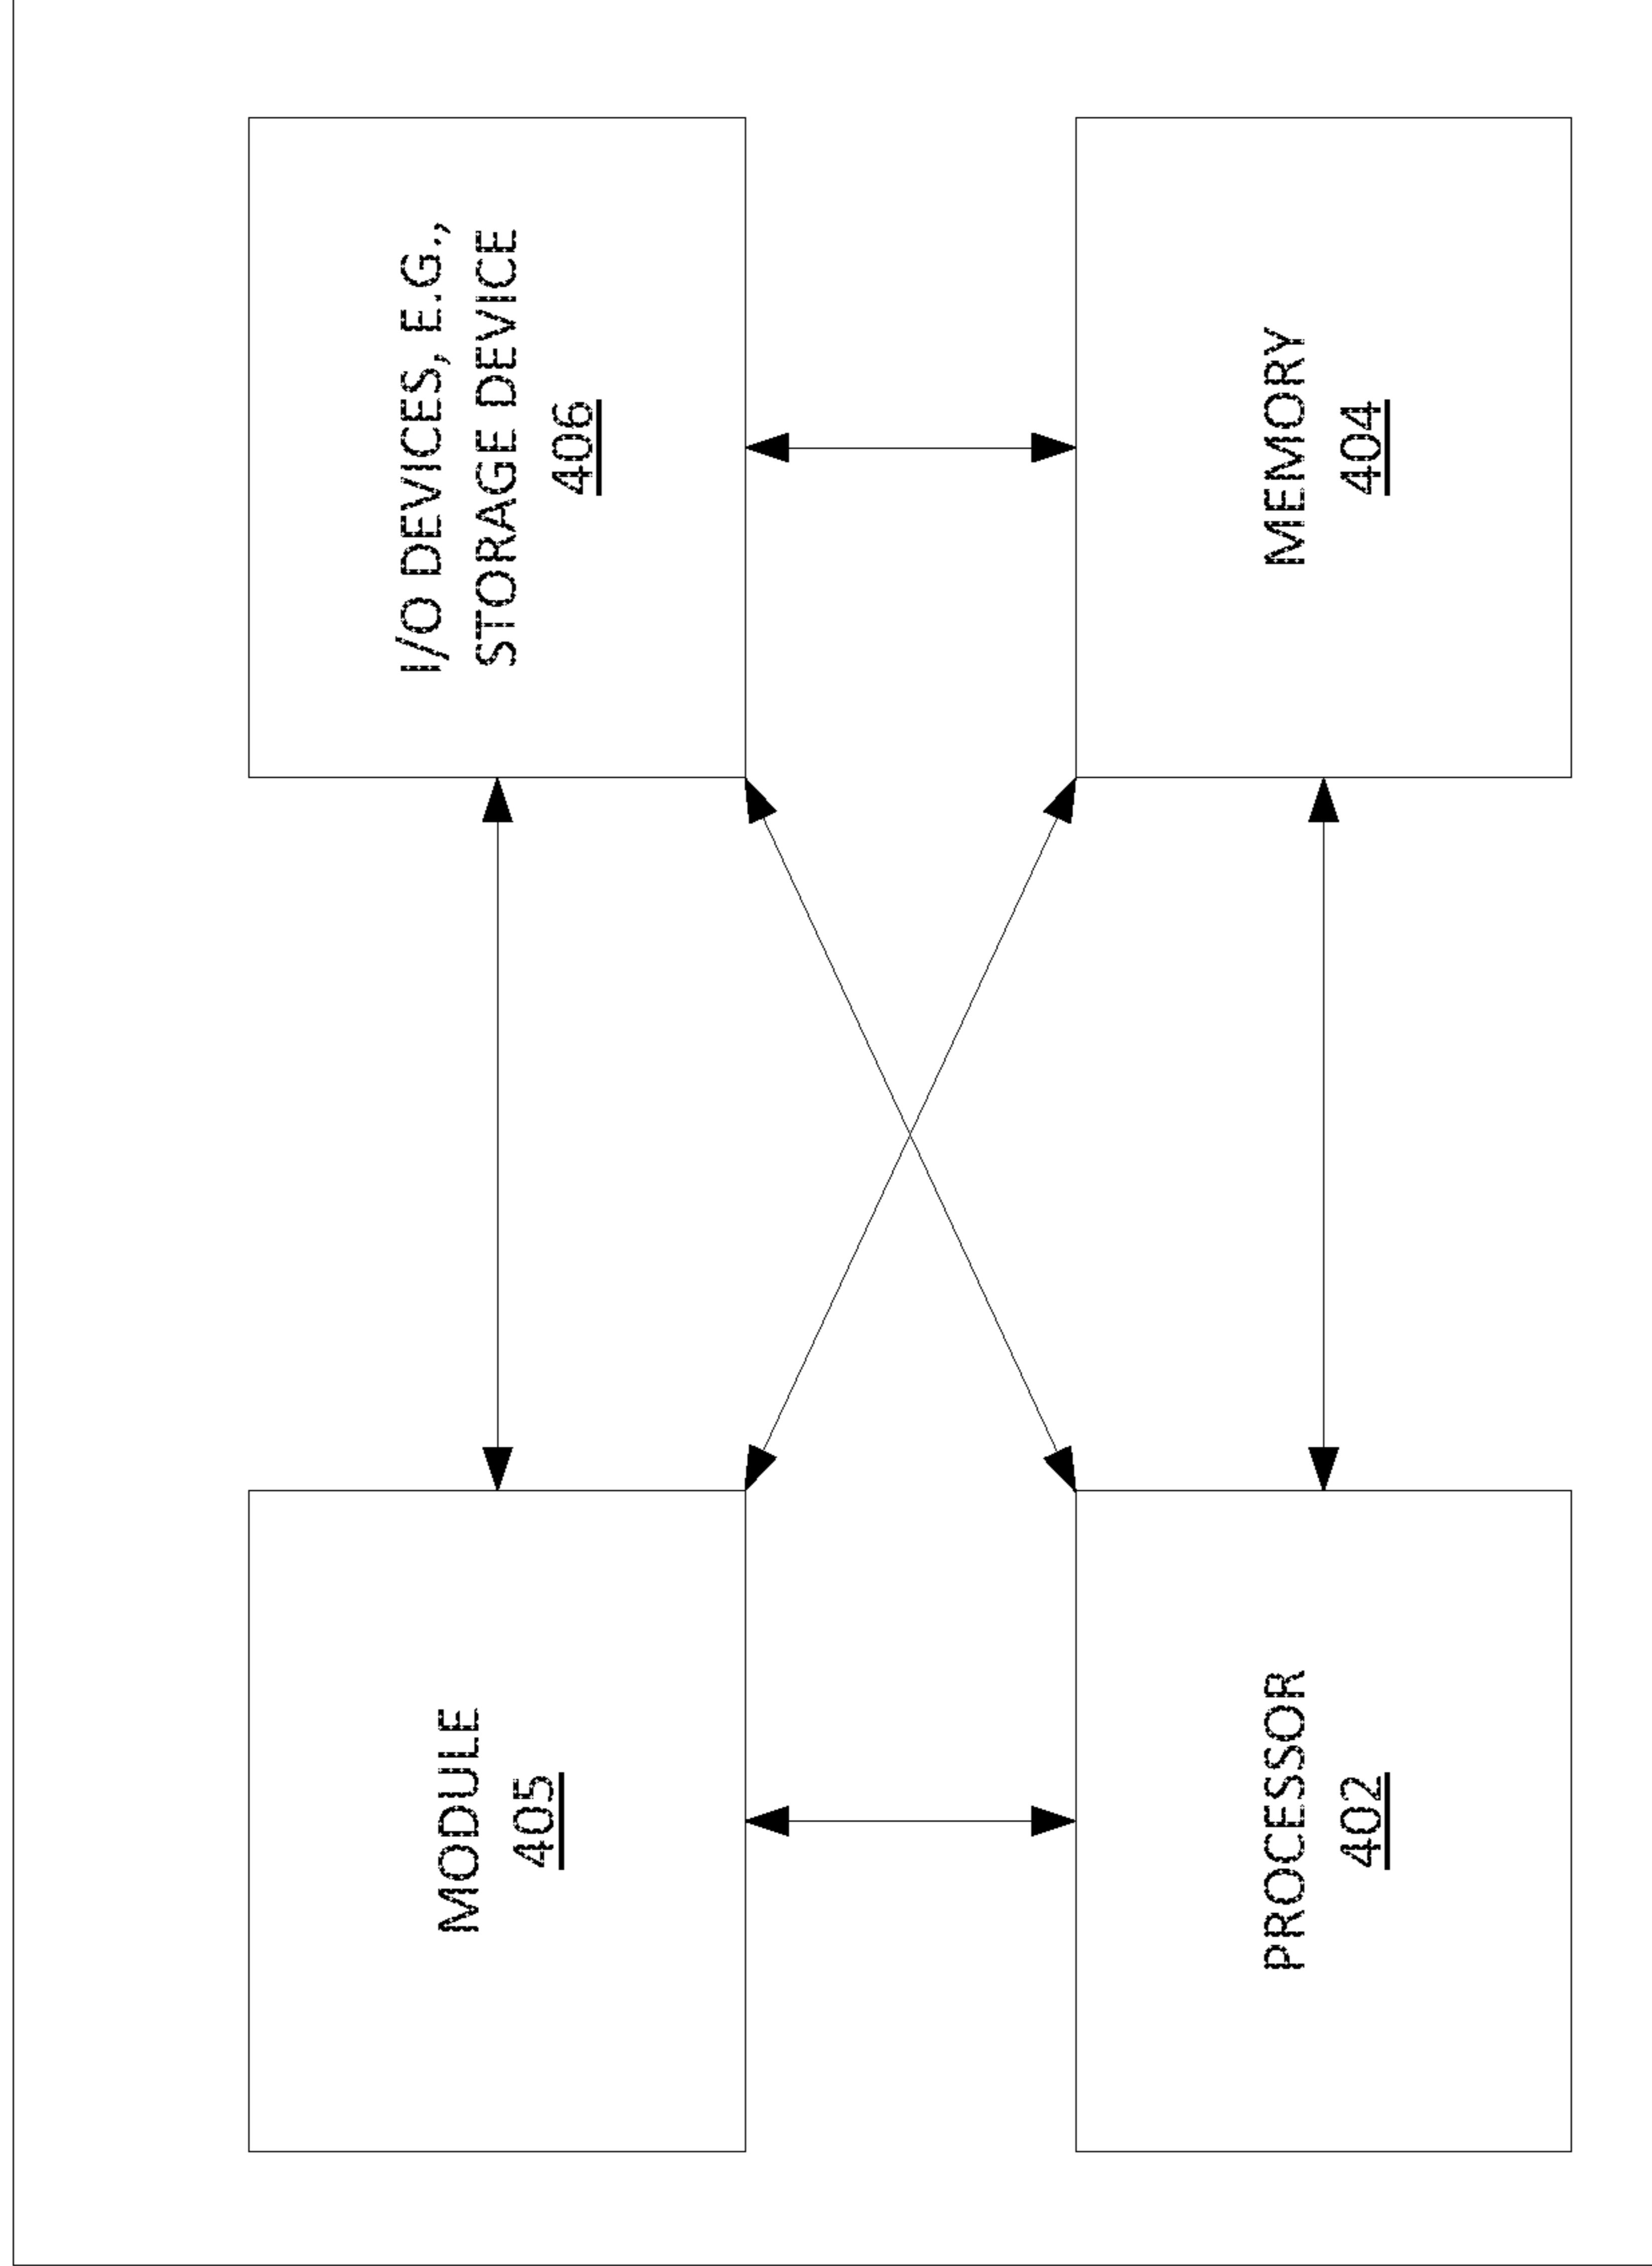 MODULE
405
I/O DEVICES, E.G.,
STORAGE DEVICE
406
PROCESSOR
402
MEMORY
404